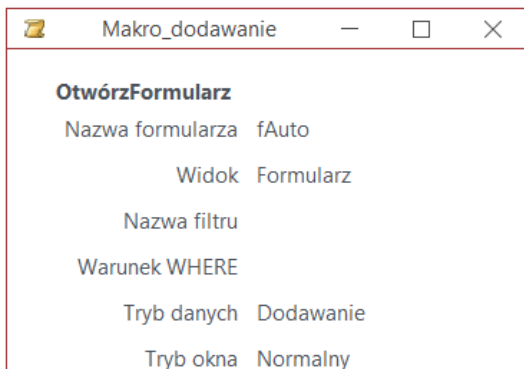 Makro_dodawanie
OtwórzFormularz
Nazwa formularza fAuto
Widok Formularz
Nazwa filtru
Warunek WHERE
Tryb danych Dodawanie
Tryb okna Normalny